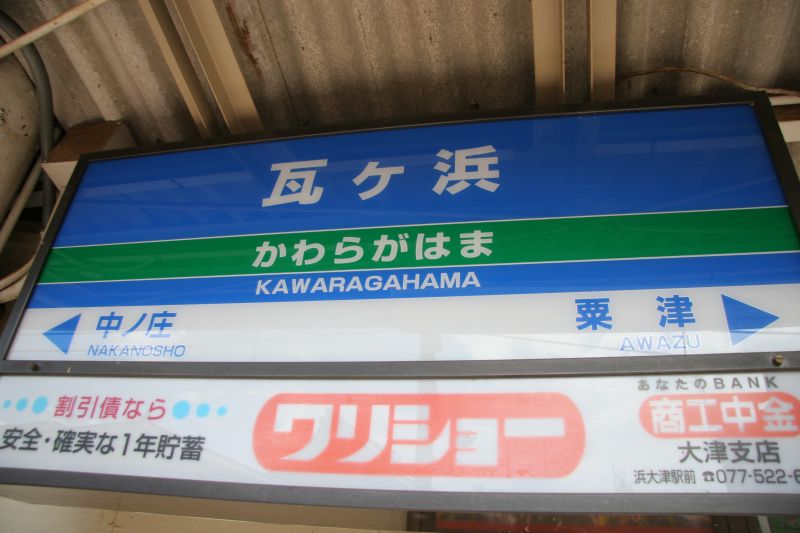 瓦ヶ浜
かわらがはま
KAWARAGAHAMA
中ノ庄
NAKANOSHO
粟津
AWAZU
割引債なら
安全・確実な1年貯蓄
ワリショー
あなたのBANK
商工中金
大津支店
浜大津駅前 ☎077-522-6